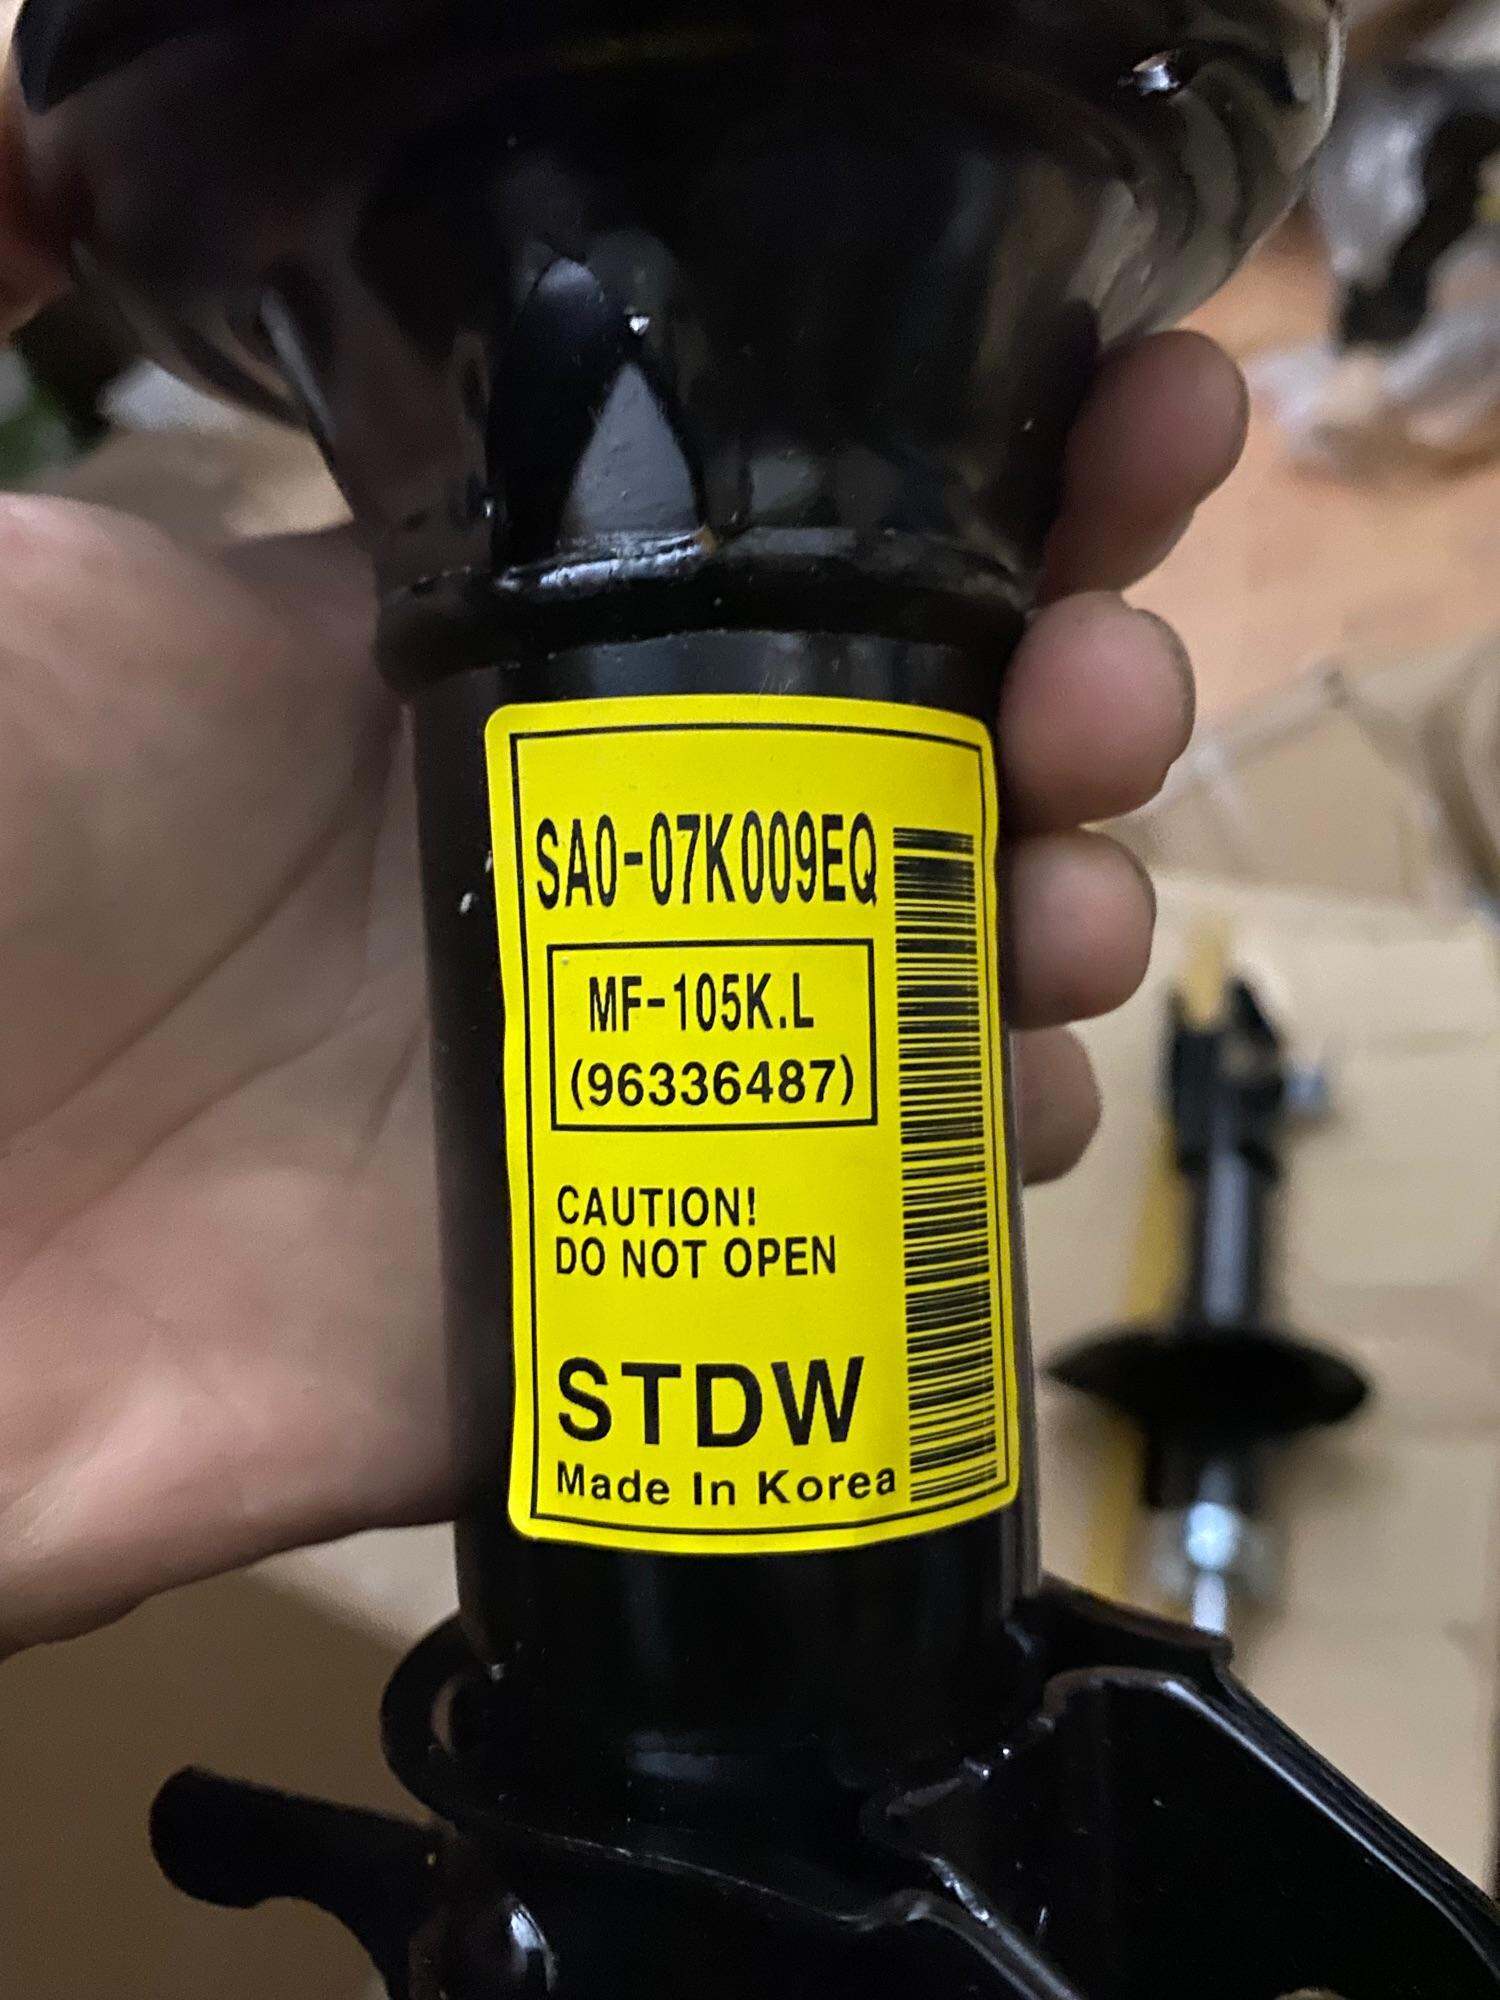 SA0-07K009EQ
MF-105K.L
(96336487)
CAUTION!
DO NOT OPEN
STDW
Made In Korea